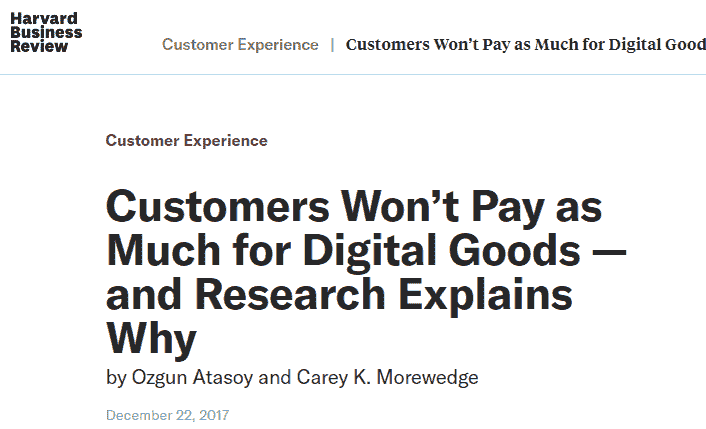 Harvard
Business
Review
Customer Experience | Customers Won’t Pay as Much for Digital Good
Customer Experience
Customers Won’t Pay as
Much for Digital Goods —
and Research Explains
Why
by Ozgun Atasoy and Carey K. Morewedge
December 22, 2017